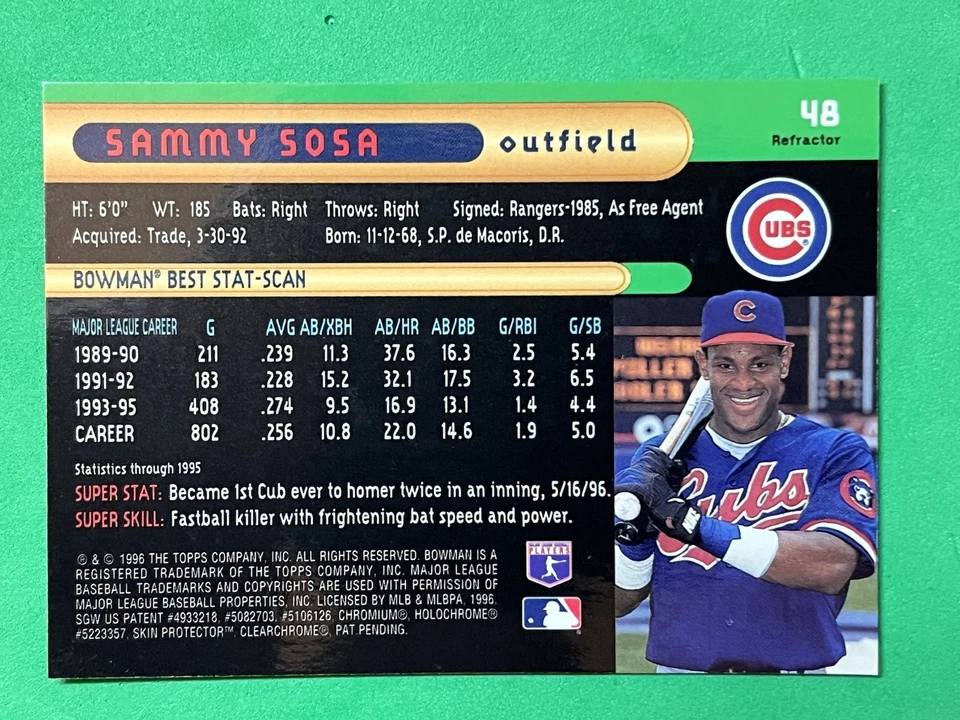 48
Refractor
SAMMY SOSA outfield
HT: 6'0" WT: 185 Bats: Right Throws: Right Signed: Rangers-1985, As Free Agent
Acquired: Trade, 3-30-92 Born: 11-12-68, S.P. de Macoris, D.R.
CUBS®
BOWMAN® BEST STAT-SCAN
MAJOR LEAGUE CAREER G AVG AB/XBH AB/HR AB/BB G/RBI G/SB
1989-90 211 .239 11.3 37.6 16.3 2.5 5.4
1991-92 183 .228 15.2 32.1 17.5 3.2 6.5
1993-95 408 .274 9.5 16.9 13.1 1.4 4.4
CAREER 802 .256 10.8 22.0 14.6 1.9 5.0
Statistics through 1995
SUPER STAT: Became 1st Cub ever to homer twice in an inning, 5/16/96.
SUPER SKILL: Fastball killer with frightening bat speed and power.
C
Cubs
® & © 1996 THE TOPPS COMPANY, INC. ALL RIGHTS RESERVED. BOWMAN IS A
REGISTERED TRADEMARK OF THE TOPPS COMPANY, INC. MAJOR LEAGUE
BASEBALL TRADEMARKS AND COPYRIGHTS ARE USED WITH PERMISSION OF
MAJOR LEAGUE BASEBALL PROPERTIES, INC. LICENSED BY MLB & MLBPA, 1996.
SGW US PATENT #4933218, #5082703, #5106126, CHROMIUM®, HOLOCHROME®
#5223357, SKIN PROTECTOR™, CLEARCHROME®, PAT.PENDING.
PLAYERS